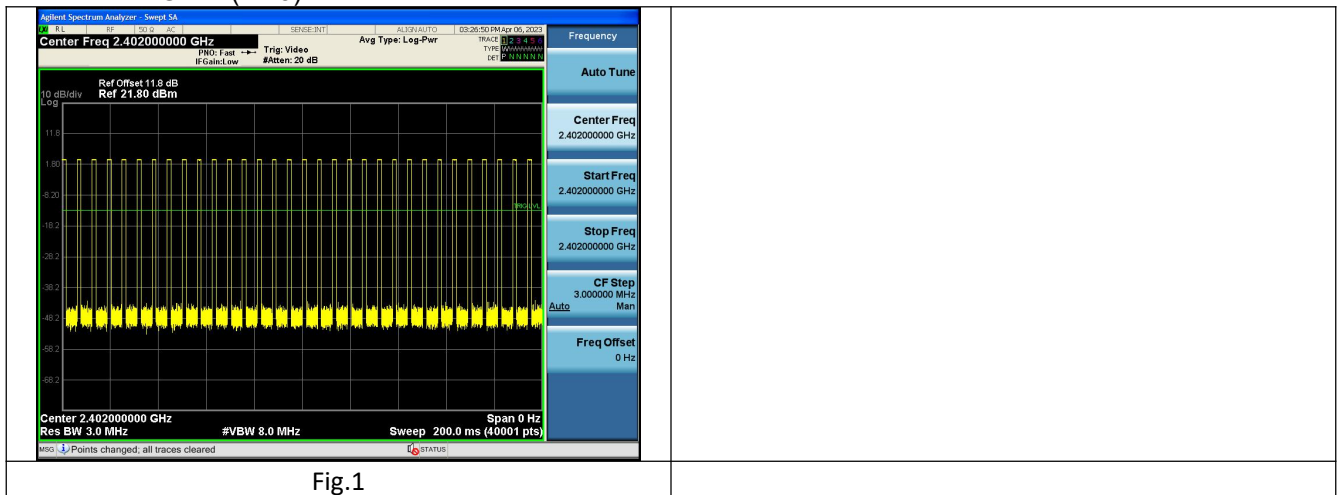 Agilent Spectrum Analyzer - Swept SA
RL RF 50 Ω AC SENSE:INT ALIGN AUTO 03:26:50 PM Apr 06, 2023
Center Freq 2.402000000 GHz
PNO: Fast
IFGain:Low
Trig: Video
#Atten: 20 dB
Avg Type: Log-Pwr
TRACE 1 2 3 4 5 6
TYPE
DET P N N N N N
Ref Offset 11.8 dB
10 dB/div Ref 21.80 dBm
Log
11.8
1.80
-8.20
TRIG LVL
-18.2
-28.2
-38.2
-48.2
-58.2
-68.2
Center 2.402000000 GHz Span 0 Hz
Res BW 3.0 MHz #VBW 8.0 MHz Sweep 200.0 ms (40001 pts)
MSG Points changed; all traces cleared STATUS
Frequency
Auto Tune
Center Freq
2.402000000 GHz
Start Freq
2.402000000 GHz
Stop Freq
2.402000000 GHz
CF Step
3.000000 MHz
Auto Man
Freq Offset
0 Hz
Fig.1